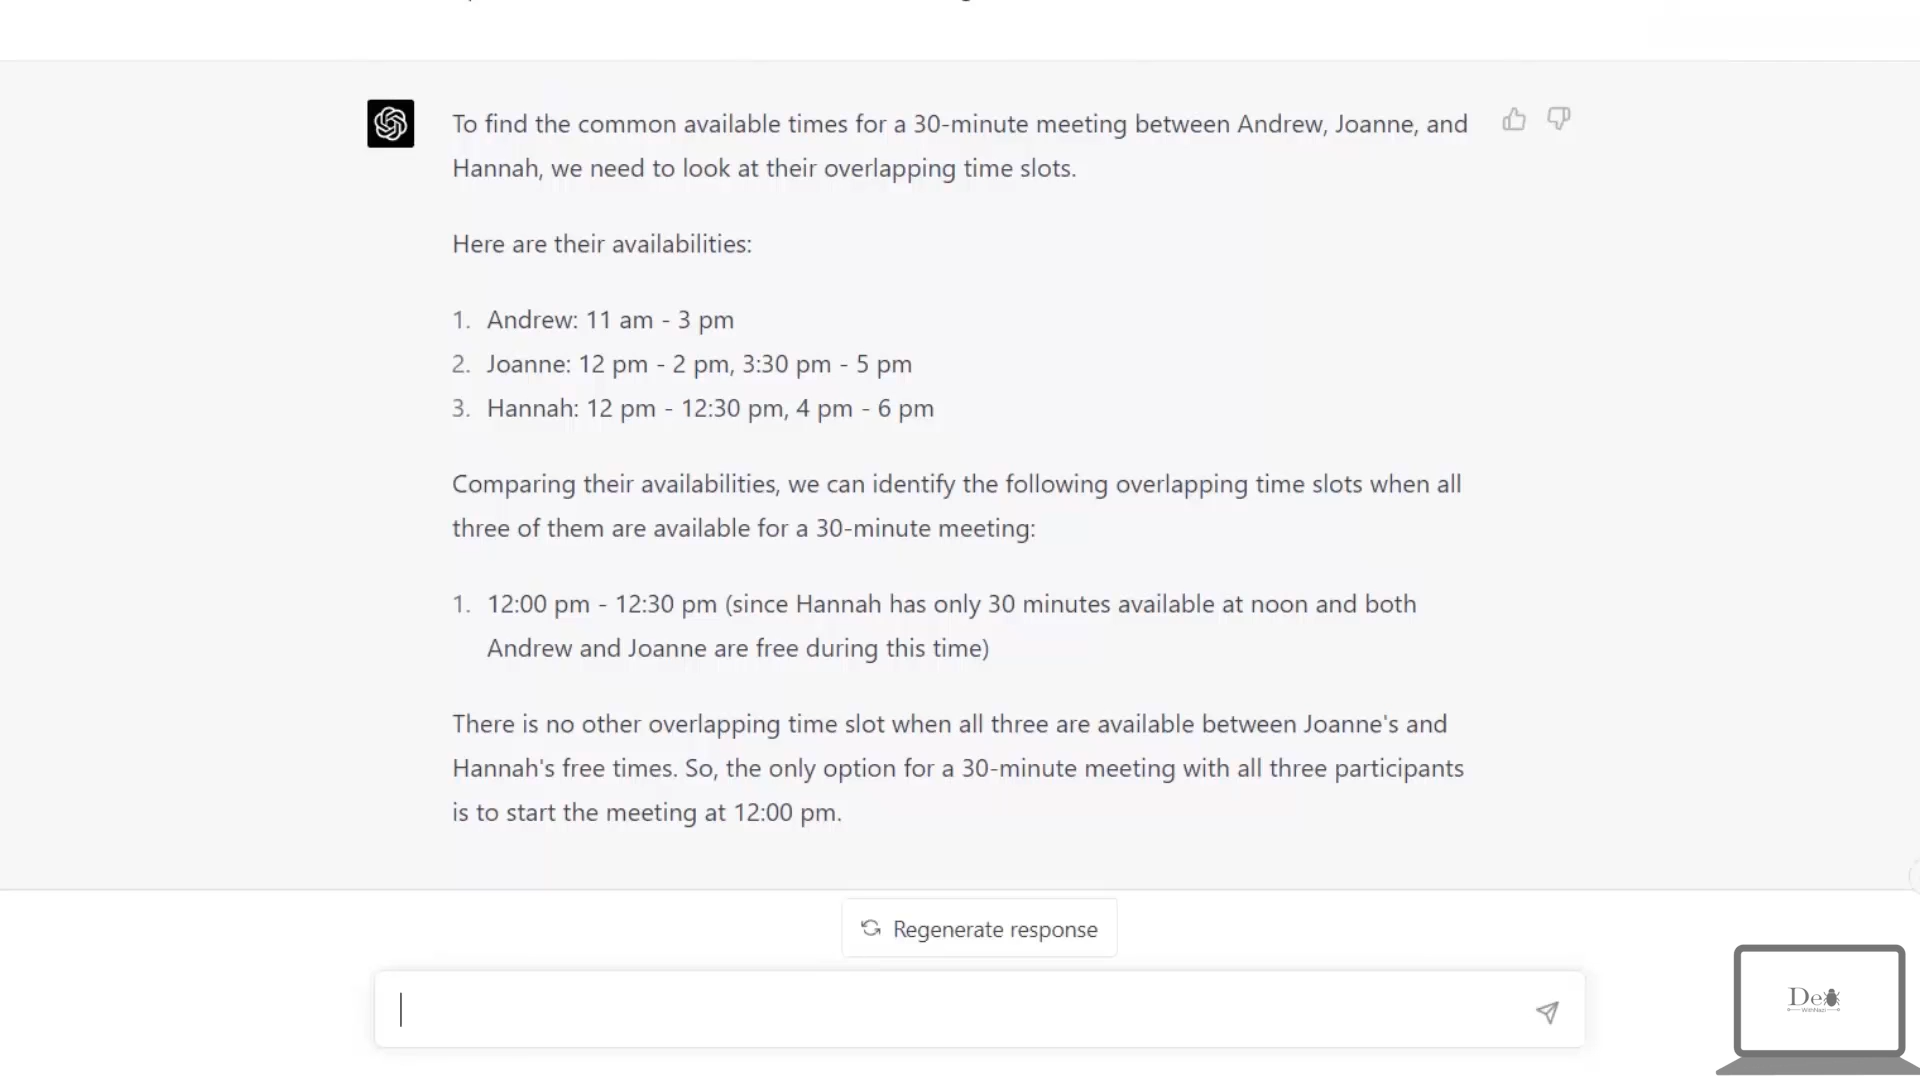 To find the common available times for a 30-minute meeting between Andrew, Joanne, and
Hannah, we need to look at their overlapping time slots.
Here are their availabilities:
1. Andrew: 11 am - 3 pm
2. Joanne: 12 pm - 2 pm, 3:30 pm - 5 pm
3. Hannah: 12 pm - 12:30 pm, 4 pm - 6 pm
Comparing their availabilities, we can identify the following overlapping time slots when all
three of them are available for a 30-minute meeting:
1. 12:00 pm - 12:30 pm (since Hannah has only 30 minutes available at noon and both
Andrew and Joanne are free during this time)
There is no other overlapping time slot when all three are available between Joanne's and
Hannah's free times. So, the only option for a 30-minute meeting with all three participants
is to start the meeting at 12:00 pm.
Regenerate response
De